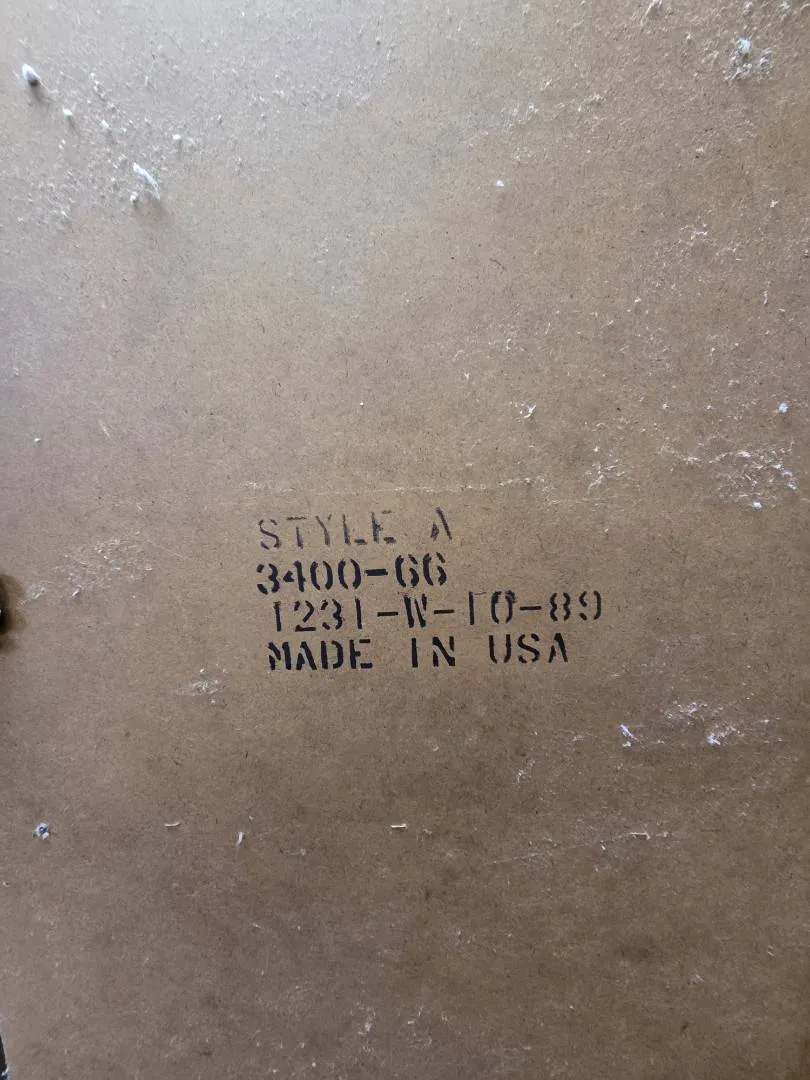 STYLE A
3400-66
1231-W-10-89
MADE IN USA